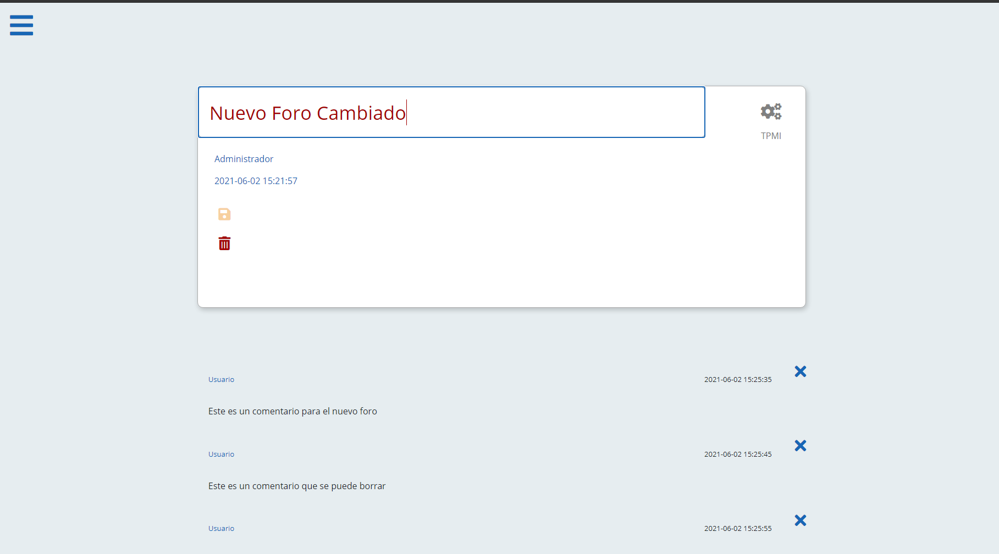 Nuevo Foro Cambiado
TPMI
Administrador
2021-06-02 15:21:57
Usuario
2021-06-02 15:25:35
Este es un comentario para el nuevo foro
Usuario
2021-06-02 15:25:45
Este es un comentario que se puede borrar
Usuario
2021-06-02 15:25:55